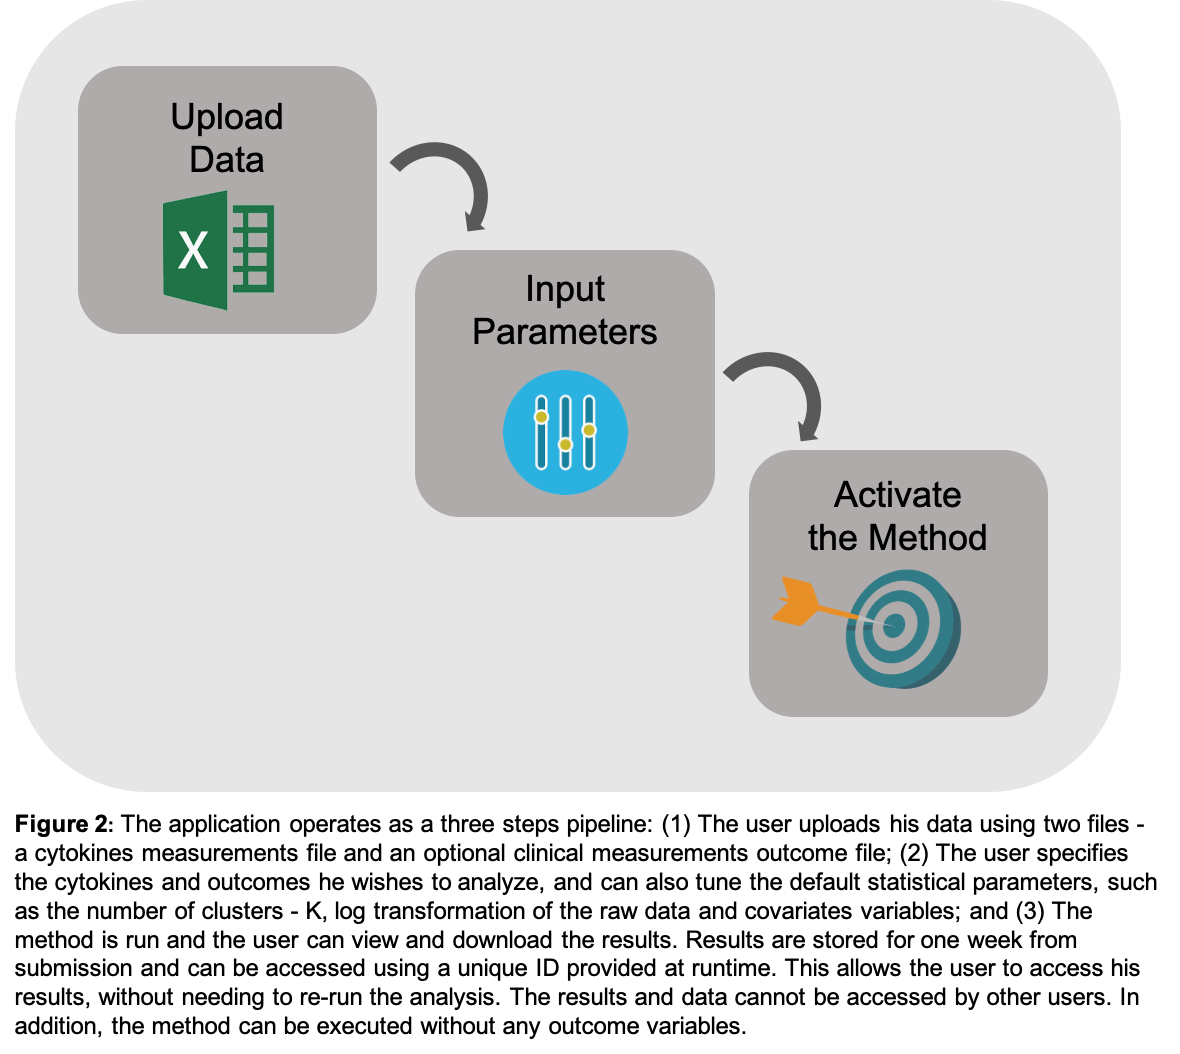 Upload
Data
X
Input
Parameters
Activate
the Method
Figure 2: The application operates as a three steps pipeline: (1) The user uploads his data using two files -
a cytokines measurements file and an optional clinical measurements outcome file; (2) The user specifies
the cytokines and outcomes he wishes to analyze, and can also tune the default statistical parameters, such
as the number of clusters - K, log transformation of the raw data and covariates variables; and (3) The
method is run and the user can view and download the results. Results are stored for one week from
submission and can be accessed using a unique ID provided at runtime. This allows the user to access his
results, without needing to re-run the analysis. The results and data cannot be accessed by other users. In
addition, the method can be executed without any outcome variables.